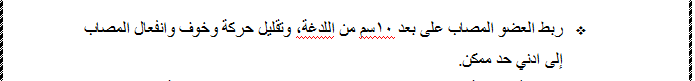 ❖ ربط العضو المصاب على بعد ١٠سم من اللدغة، وتقليل حركة وخوف وانفعال المصاب
إلى ادني حد ممكن.